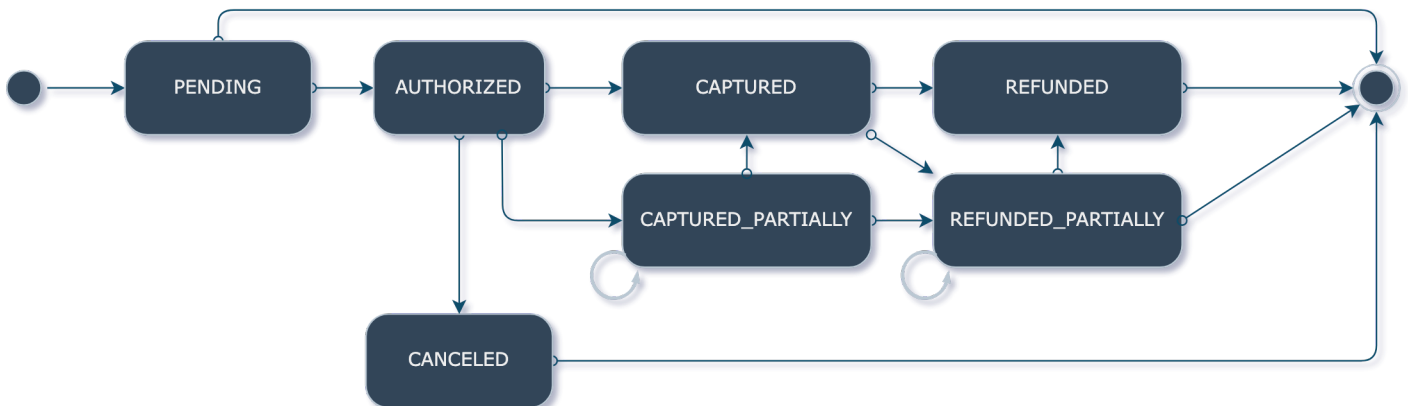 PENDING
AUTHORIZED
CAPTURED
REFUNDED
CAPTURED_PARTIALLY
REFUNDED_PARTIALLY
CANCELED